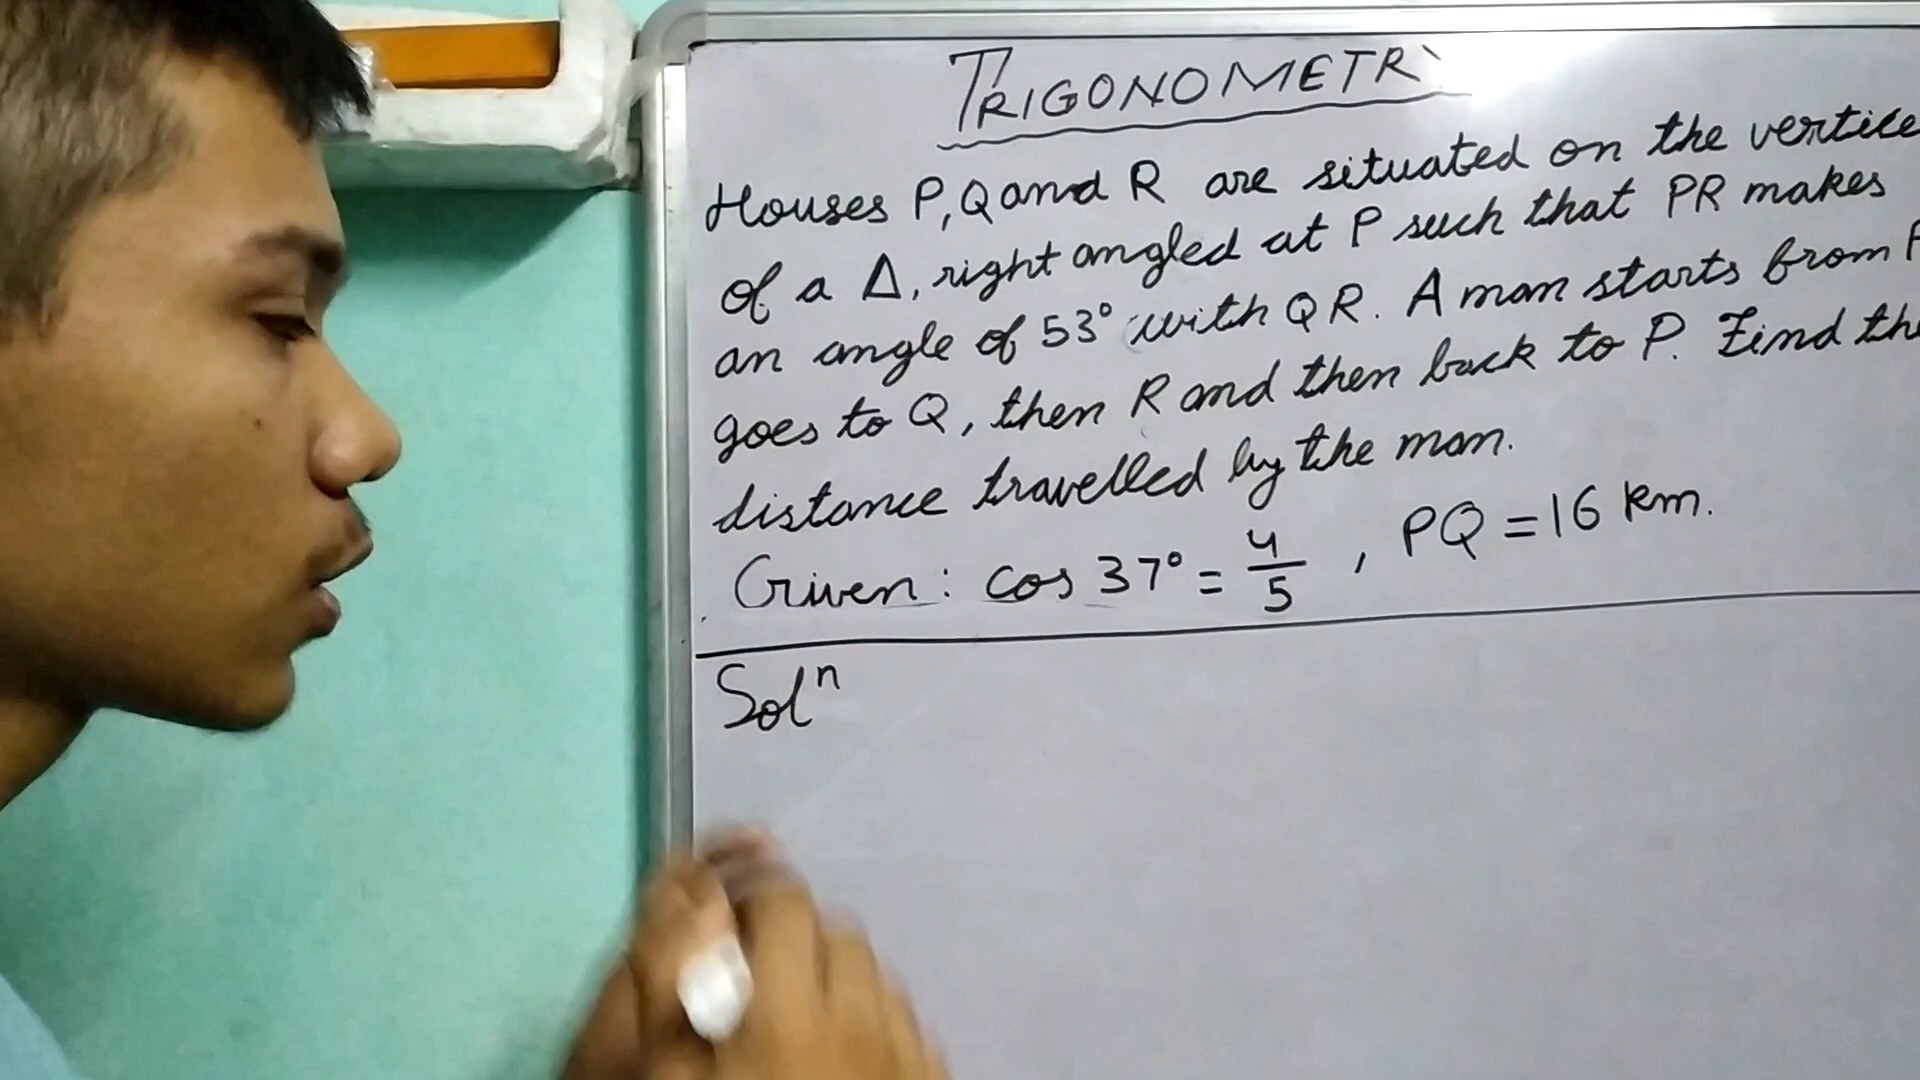 TRIGONOMETR
Houses P, Q and R are situated on the vertice
of a Δ, right angled at P such that PR makes
an angle of 53° with QR. A man starts from P
goes to Q, then R and then back to P. Find the
distance travelled by the man.
Given: cos 37° = 4/5 , PQ = 16 km.
Solⁿ